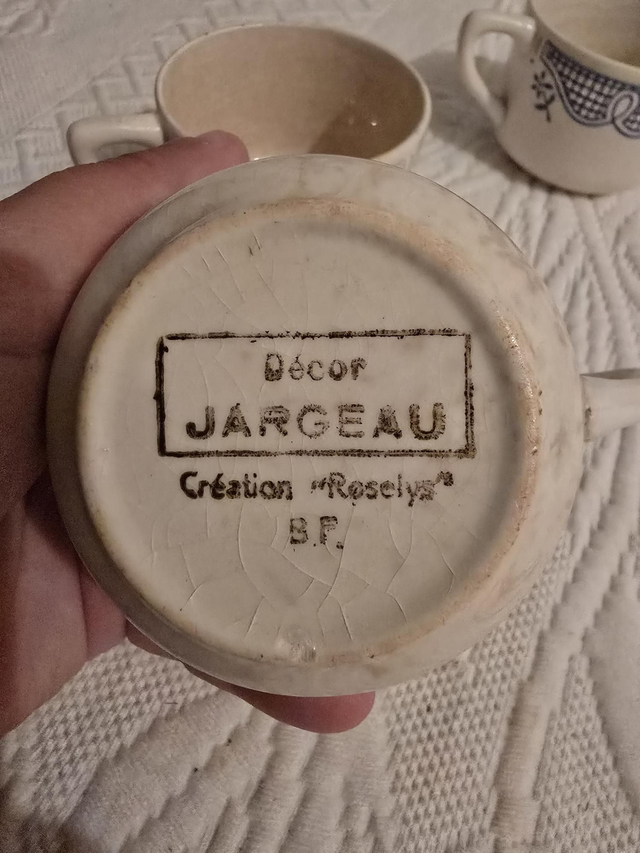 Décor
JARGEAU
Création "Roselys"
B.F.